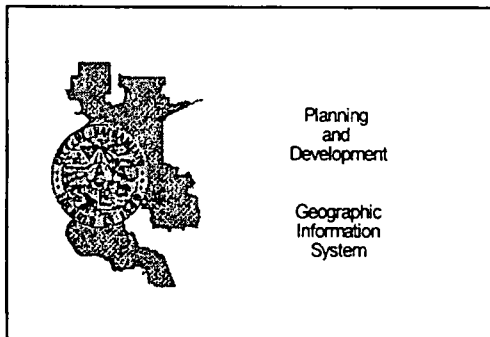 Planning
and
Development
Geographic
Information
System